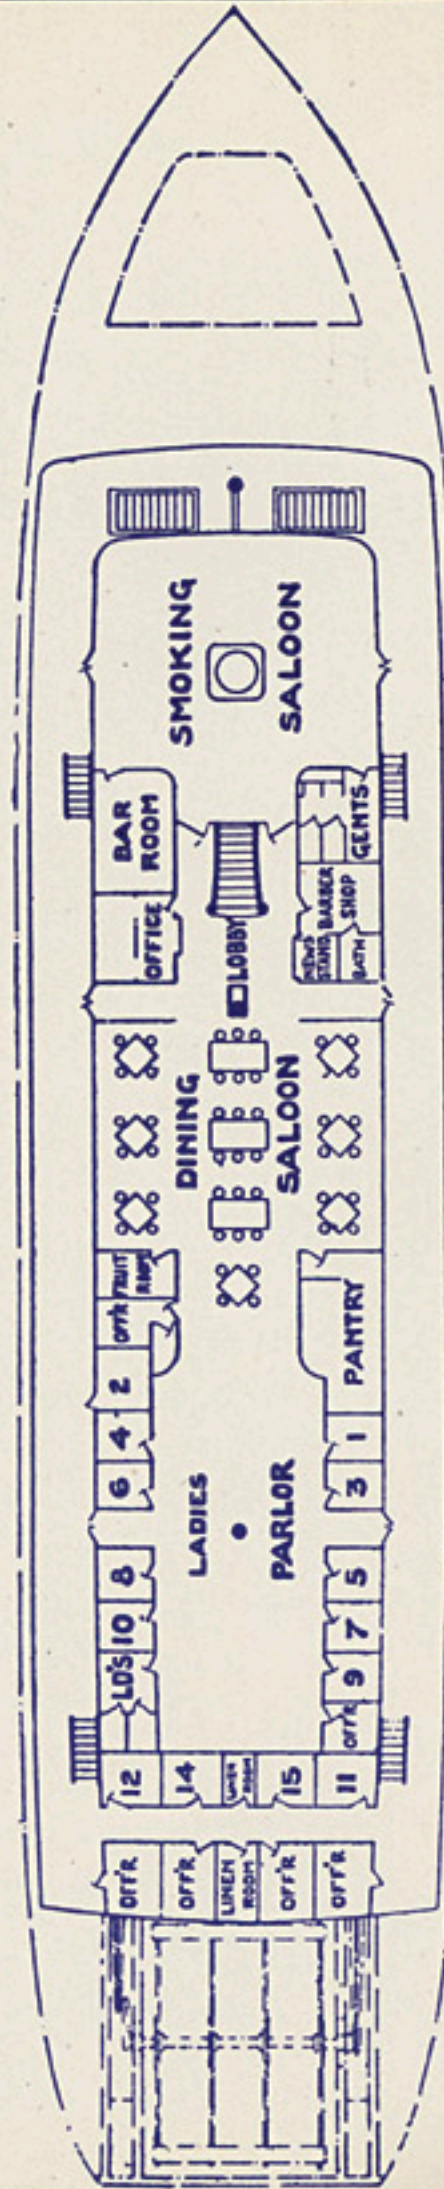 SMOKING
SALOON
BAR
ROOM
GENTS
OFFICE
LOBBY
BARBER
SHOP
NEWS
STAND
BATH
DINING
SALOON
FRUIT
ROOM
OFF'R
PANTRY
2
4
6
1
3
LADIES
PARLOR
8
10
LD'S
5
7
9
OFF'R
12
14
LINEN
ROOM
15
11
OFF'R
OFF'R
LINEN
ROOM
OFF'R
OFF'R